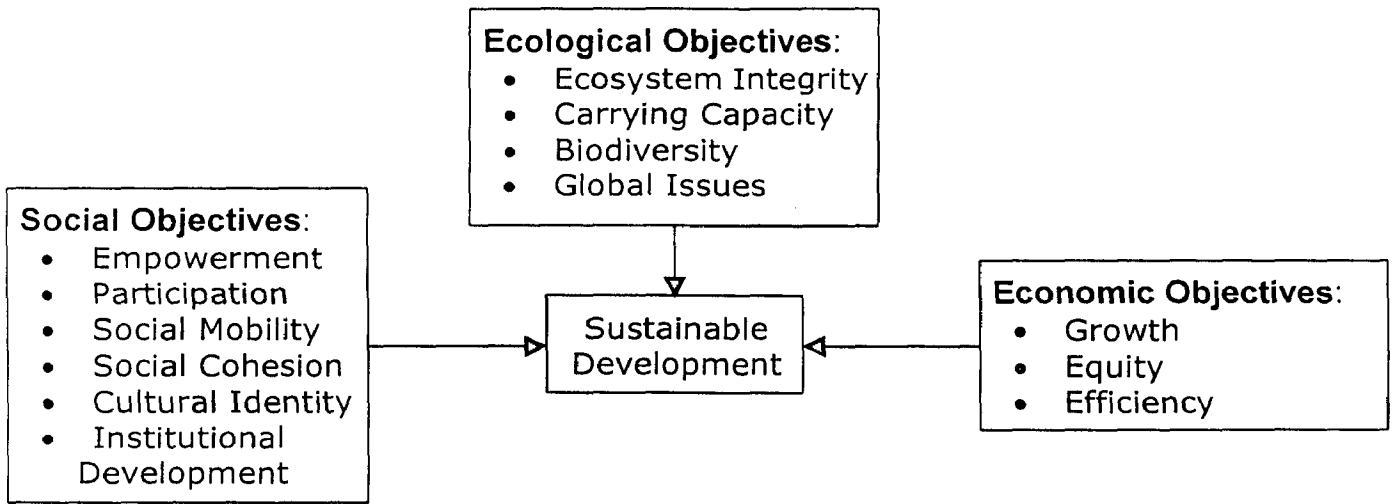 Ecological Objectives:
• Ecosystem Integrity
• Carrying Capacity
• Biodiversity
• Global Issues
Social Objectives:
• Empowerment
• Participation
• Social Mobility
• Social Cohesion
• Cultural Identity
• Institutional
Development
Sustainable
Development
Economic Objectives:
• Growth
• Equity
• Efficiency